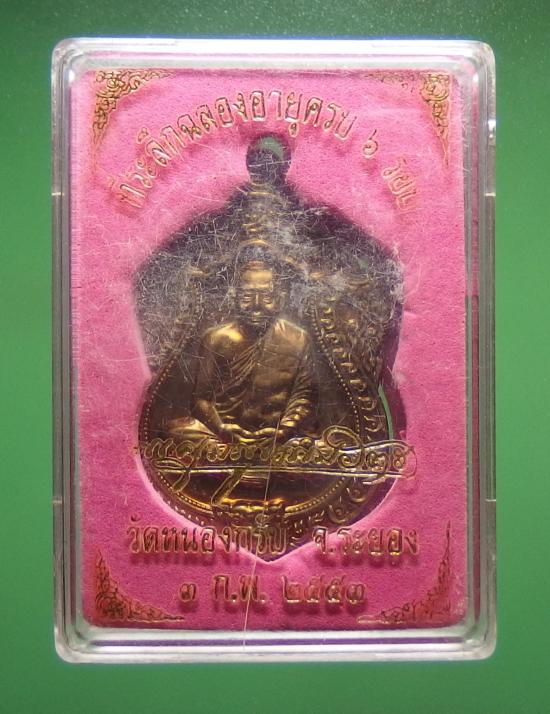 ที่ระลึกฉลองอายุครบ ๖ รอบ
วัดหนองกรับ จ.ระยอง
๓ ก.พ. ๒๕๕๓